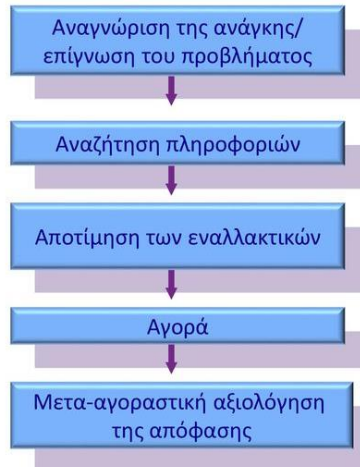 Αναγνώριση της ανάγκης/
επίγνωση του προβλήματος
Αναζήτηση πληροφοριών
Αποτίμηση των εναλλακτικών
Αγορά
Μετα-αγοραστική αξιολόγηση
της απόφασης